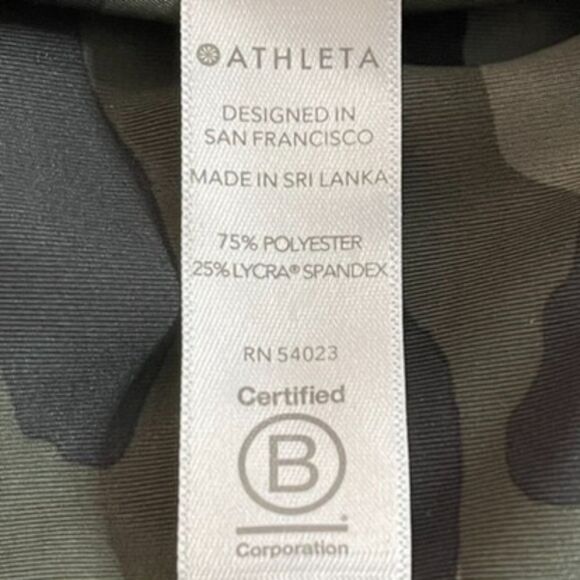 ATHLETA
DESIGNED IN
SAN FRANCISCO
MADE IN SRI LANKA
75% POLYESTER
25% LYCRA® SPANDEX
RN 54023
Certified
B
Corporation